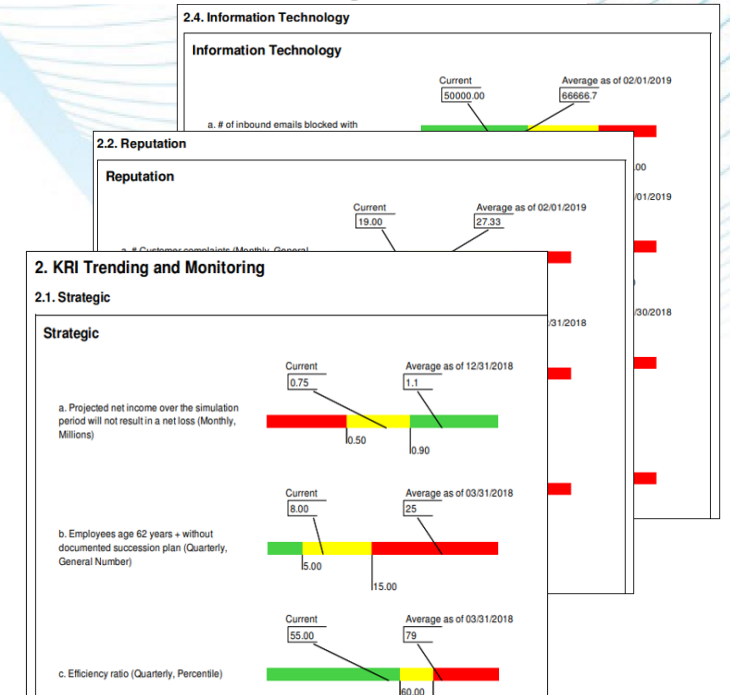 2.4. Information Technology
Information Technology
Current
Average as of 02/01/2019
50000.00
66666.7
a. # of inbound emails blocked with
2.2. Reputation
.00
Reputation
/01/2019
Current
Average as of 02/01/2019
19.00
27.33
a. # Customer complaints (Monthly, General
2. KRI Trending and Monitoring
2.1. Strategic
/30/2018
/31/2018
Strategic
Current
Average as of 12/31/2018
0.75
1.1
a. Projected net income over the simulation
period will not result in a net loss (Monthly,
Millions)
0.50
0.90
Current
Average as of 03/31/2018
8.00
25
b. Employees age 62 years + without
documented succession plan (Quarterly,
General Number)
5.00
15.00
Current
Average as of 03/31/2018
55.00
79
c. Efficiency ratio (Quarterly, Percentile)
60.00